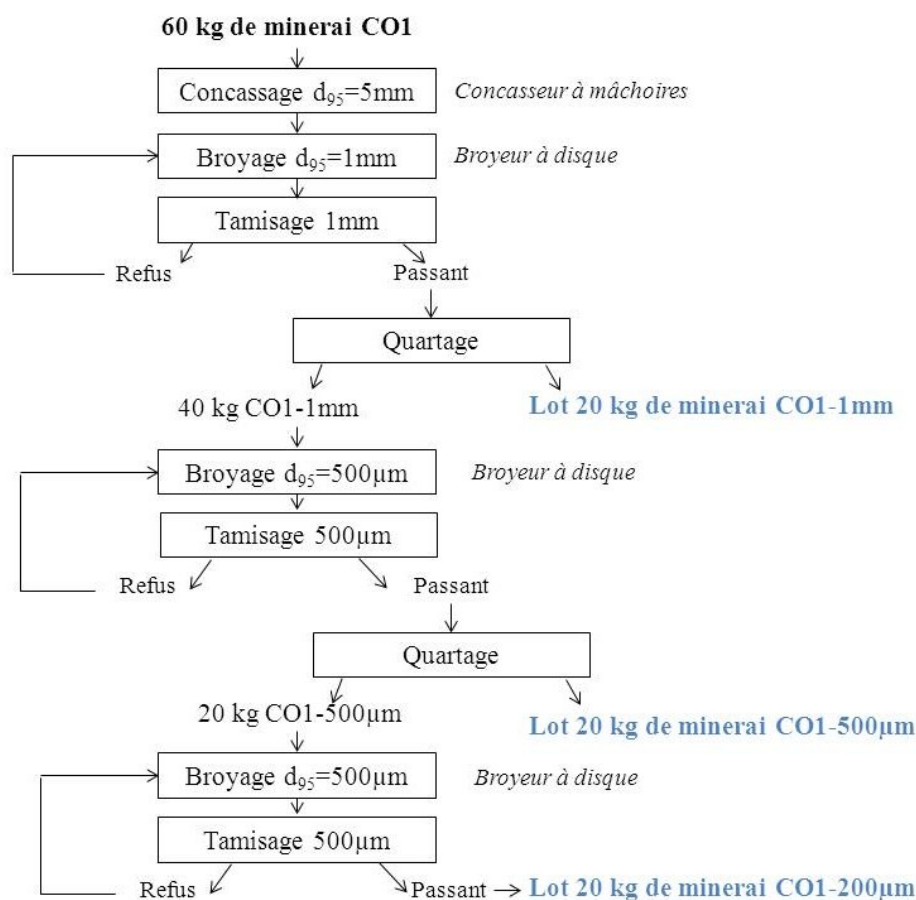 60 kg de minerai CO1
Concassage d₉₅=5mm
Concasseur à mâchoires
Broyage d₉₅=1mm
Broyeur à disque
Tamisage 1mm
Refus
Passant
Quartage
40 kg CO1-1mm
Lot 20 kg de minerai CO1-1mm
Broyage d₉₅=500µm
Broyeur à disque
Tamisage 500µm
Refus
Passant
Quartage
20 kg CO1-500µm
Lot 20 kg de minerai CO1-500µm
Broyage d₉₅=500µm
Broyeur à disque
Tamisage 500µm
Refus
Passant
Lot 20 kg de minerai CO1-200µm